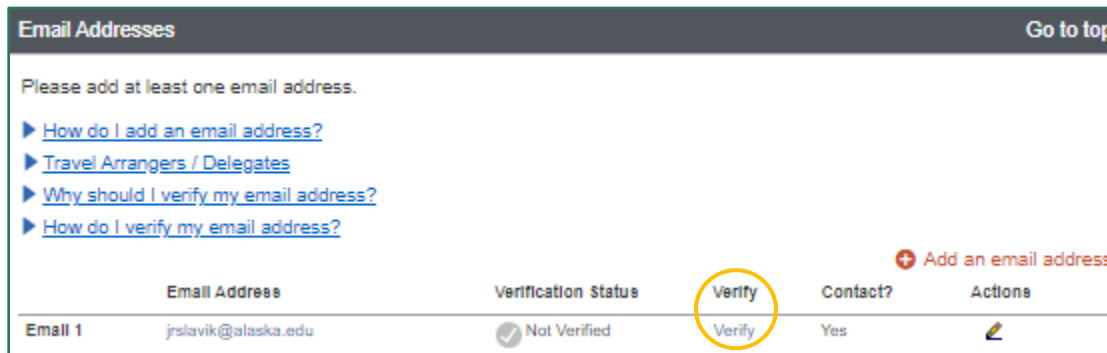 Email Addresses Go to top
Please add at least one email address.
How do I add an email address?
Travel Arrangers / Delegates
Why should I verify my email address?
How do I verify my email address?
Add an email address
Email Address Verification Status Verify Contact? Actions
Email 1 jrslavik@alaska.edu Not Verified Verify Yes